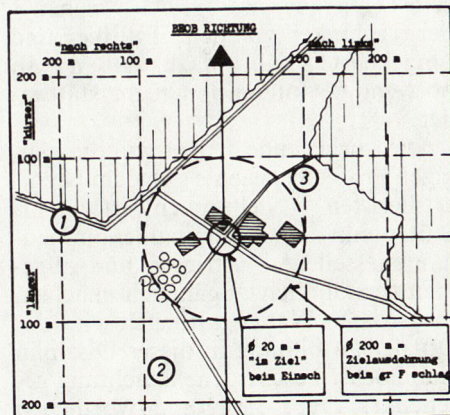 BEOB RICHTUNG
"nach rechts"
"nach links"
200 m
100 m
100 m
200 m
200 m
"kürzer"
100 m
3
1
"länger"
100 m
2
Ø 20 m =
"im Ziel"
beim Einsch
Ø 200 m =
Zielausdehnung
beim gr F schlag
200 m